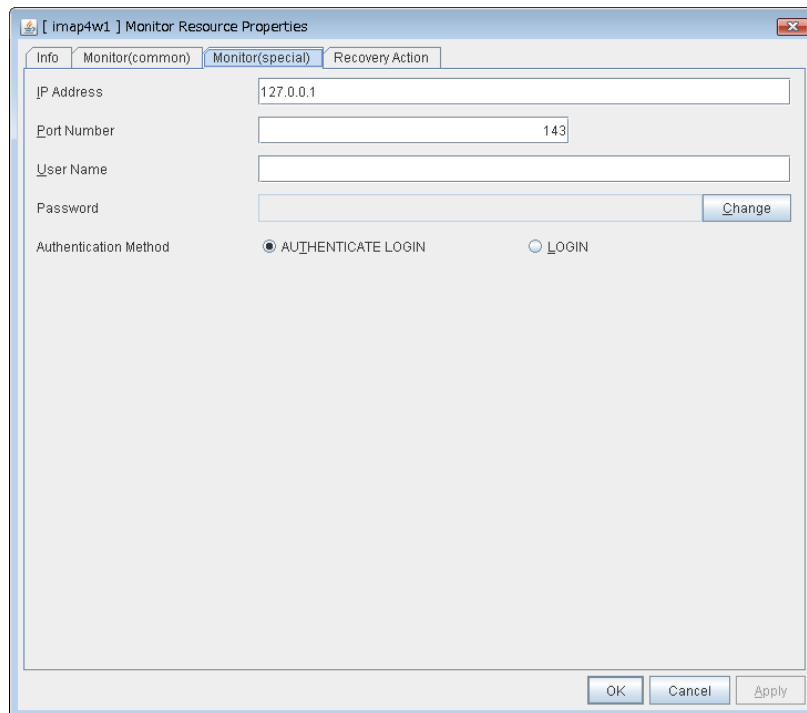 [ imap4w1 ] Monitor Resource Properties
Info Monitor(common) Monitor(special) Recovery Action
IP Address 127.0.0.1
Port Number 143
User Name
Password Change
Authentication Method AUTHENTICATE LOGIN LOGIN
OK Cancel Apply